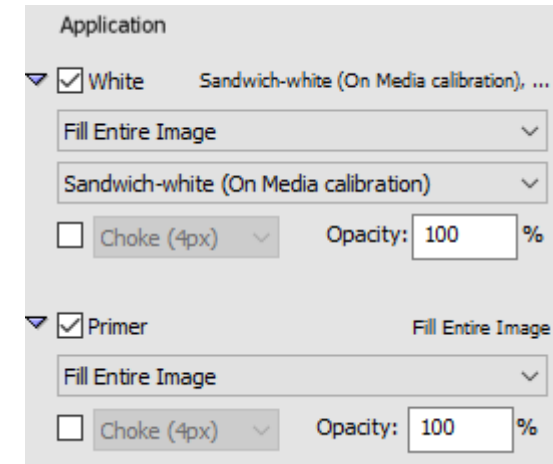 Application
White Sandwich-white (On Media calibration), ...
Fill Entire Image
Sandwich-white (On Media calibration)
Choke (4px) Opacity: 100 %
Primer Fill Entire Image
Fill Entire Image
Choke (4px) Opacity: 100 %